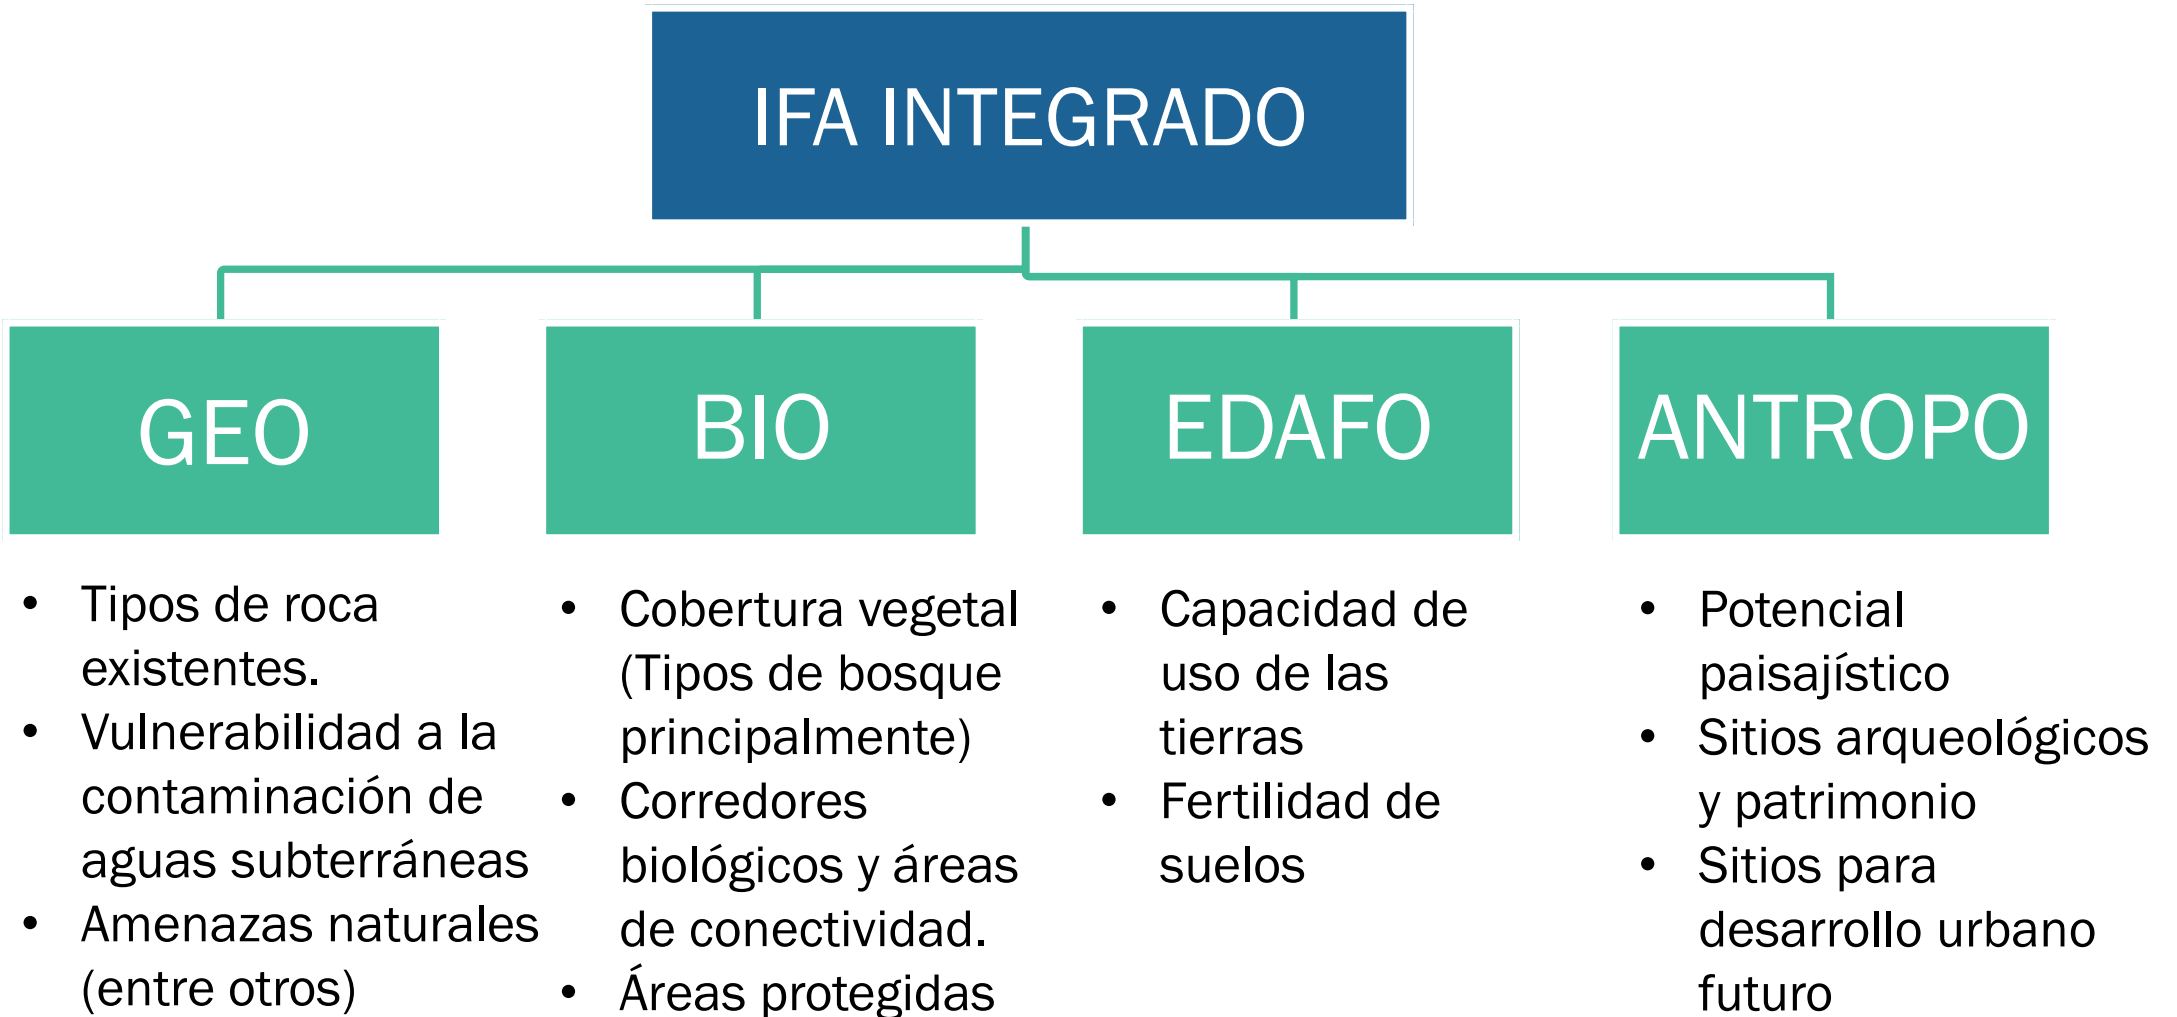 IFA INTEGRADO
GEO
BIO
EDAFO
ANTROPO
• Tipos de roca
existentes.
• Vulnerabilidad a la
contaminación de
aguas subterráneas
• Amenazas naturales
(entre otros)
• Cobertura vegetal
(Tipos de bosque
principalmente)
• Corredores
biológicos y áreas
de conectividad.
• Áreas protegidas
• Capacidad de
uso de las
tierras
• Fertilidad de
suelos
• Potencial
paisajístico
• Sitios arqueológicos
y patrimonio
• Sitios para
desarrollo urbano
futuro